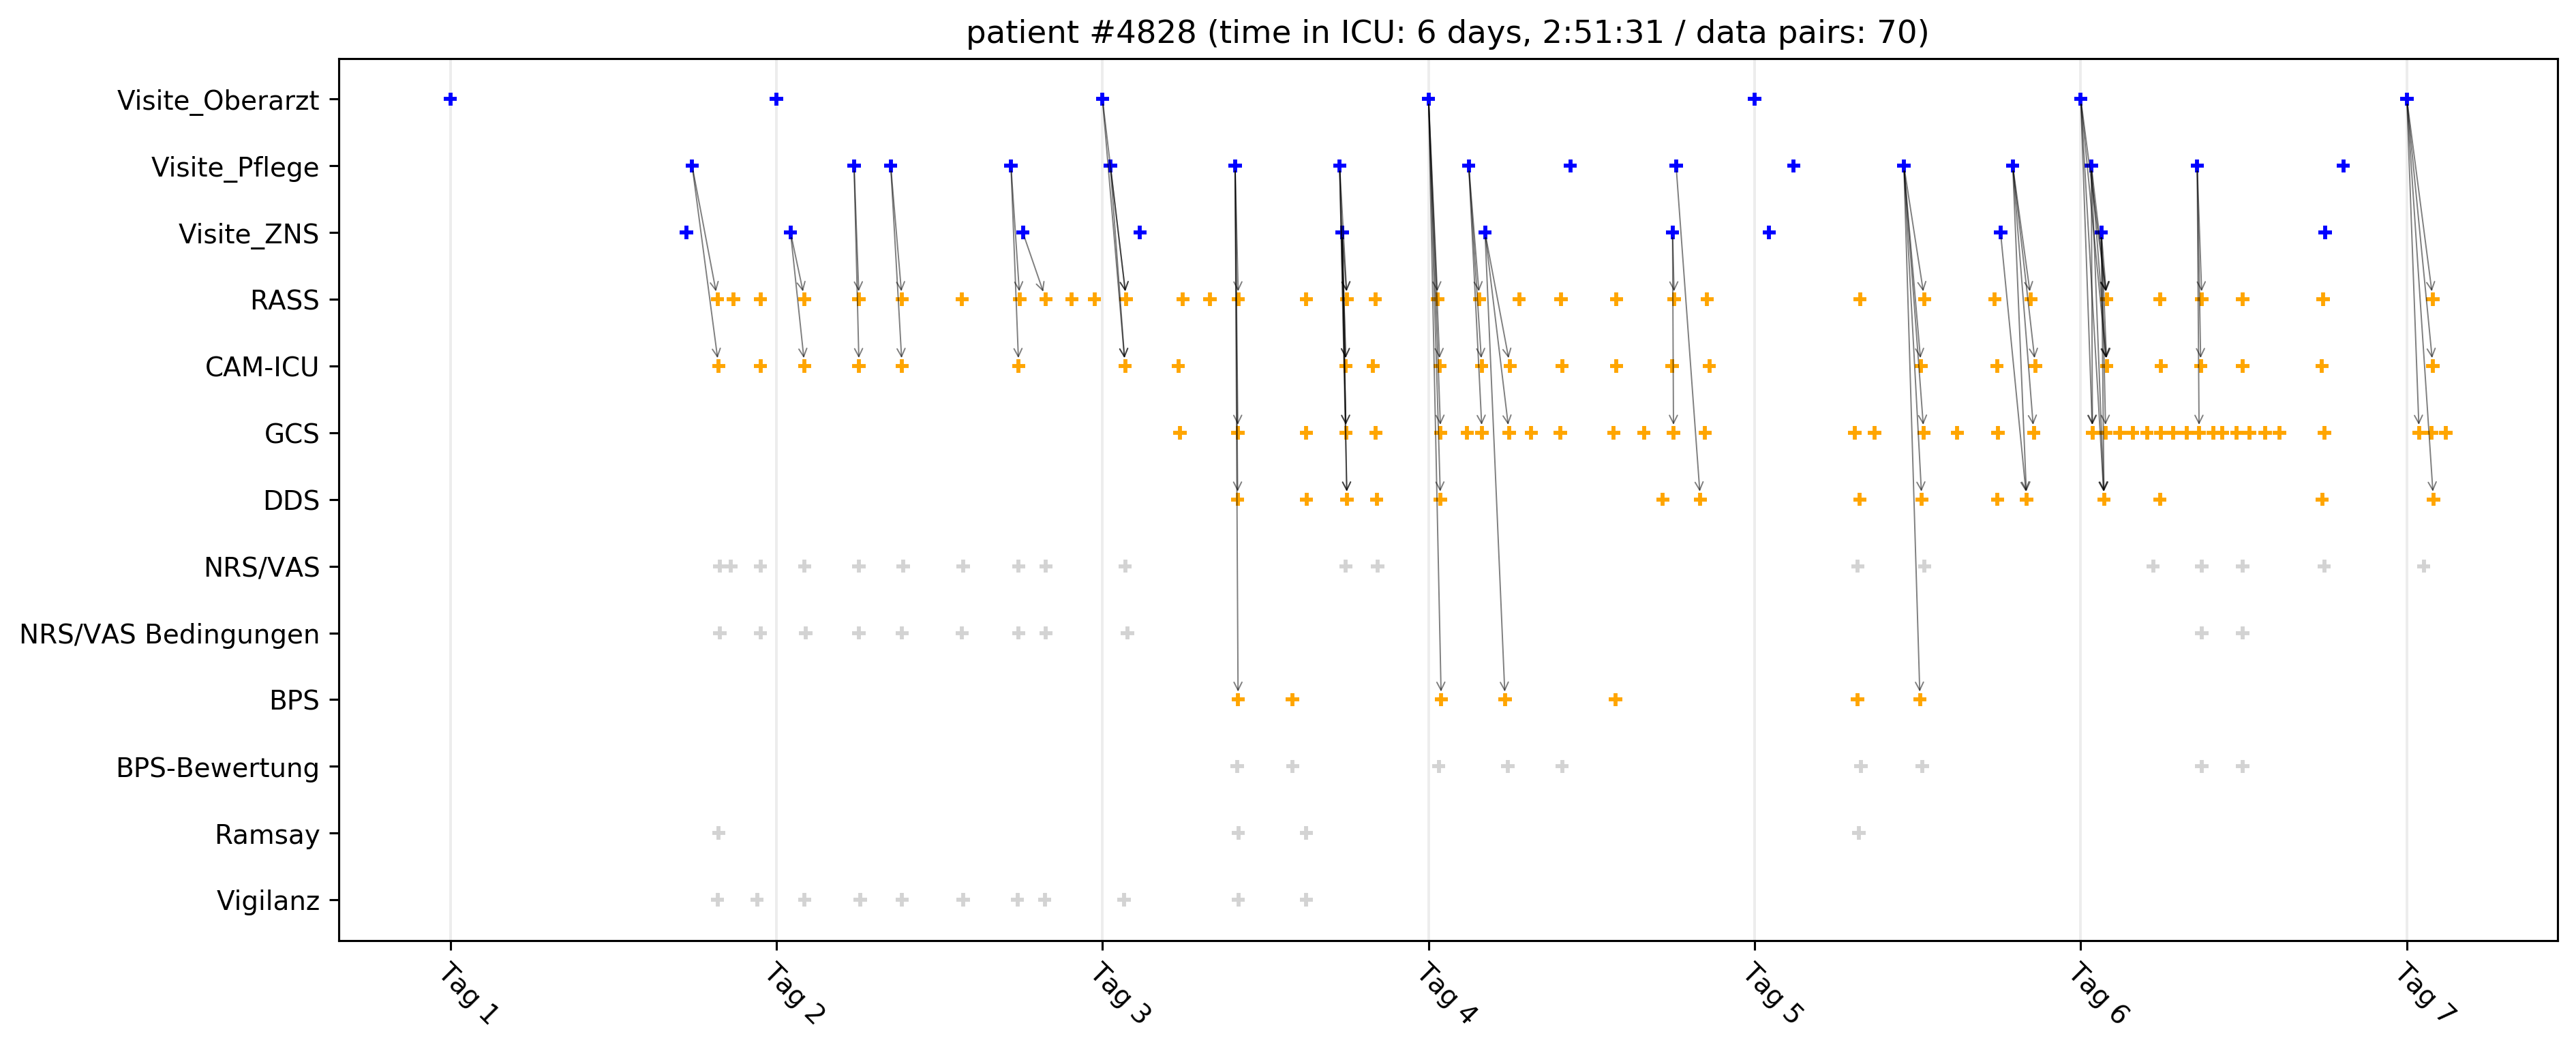 patient #4828 (time in ICU: 6 days, 2:51:31 / data pairs: 70)
Visite_Oberarzt
Visite_Pflege
Visite_ZNS
RASS
CAM-ICU
GCS
DDS
NRS/VAS
NRS/VAS Bedingungen
BPS
BPS-Bewertung
Ramsay
Vigilanz
Tag 1
Tag 2
Tag 3
Tag 4
Tag 5
Tag 6
Tag 7